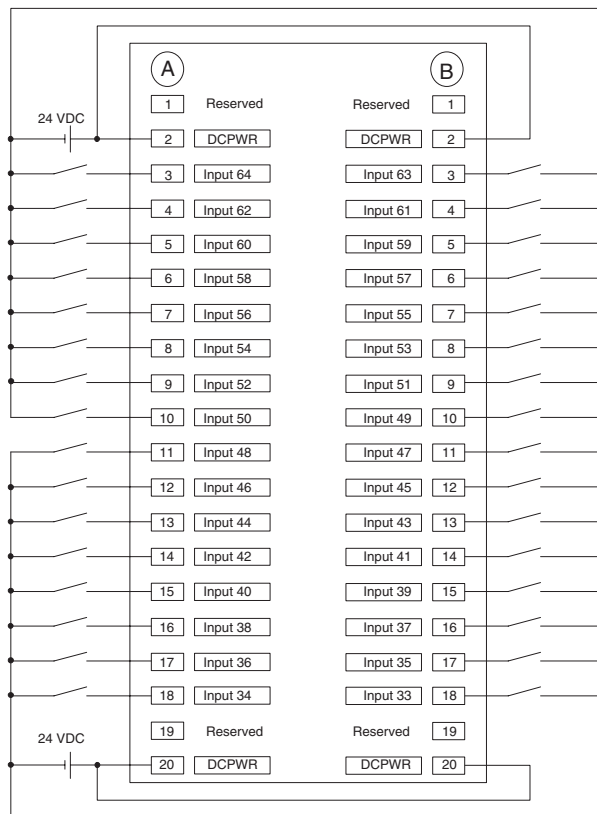 A B
1 Reserved Reserved 1
24 VDC
2 DCPWR DCPWR 2
3 Input 64 Input 63 3
4 Input 62 Input 61 4
5 Input 60 Input 59 5
6 Input 58 Input 57 6
7 Input 56 Input 55 7
8 Input 54 Input 53 8
9 Input 52 Input 51 9
10 Input 50 Input 49 10
11 Input 48 Input 47 11
12 Input 46 Input 45 12
13 Input 44 Input 43 13
14 Input 42 Input 41 14
15 Input 40 Input 39 15
16 Input 38 Input 37 16
17 Input 36 Input 35 17
18 Input 34 Input 33 18
19 Reserved Reserved 19
24 VDC
20 DCPWR DCPWR 20